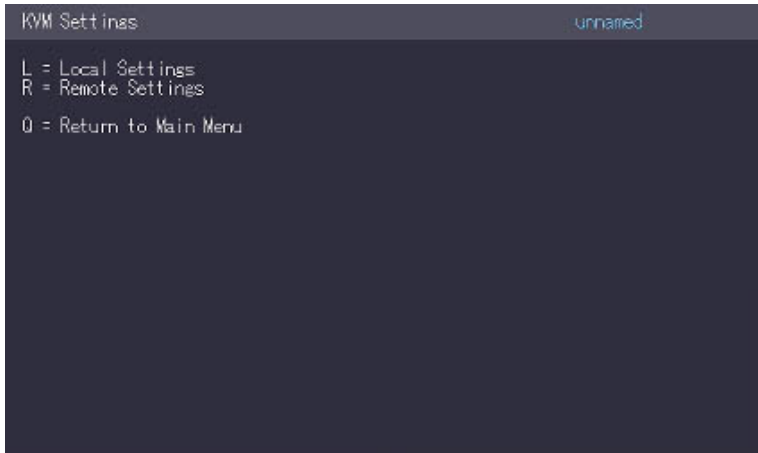 KVM Settings unnamed
L = Local Settings
R = Remote Settings
Q = Return to Main Menu